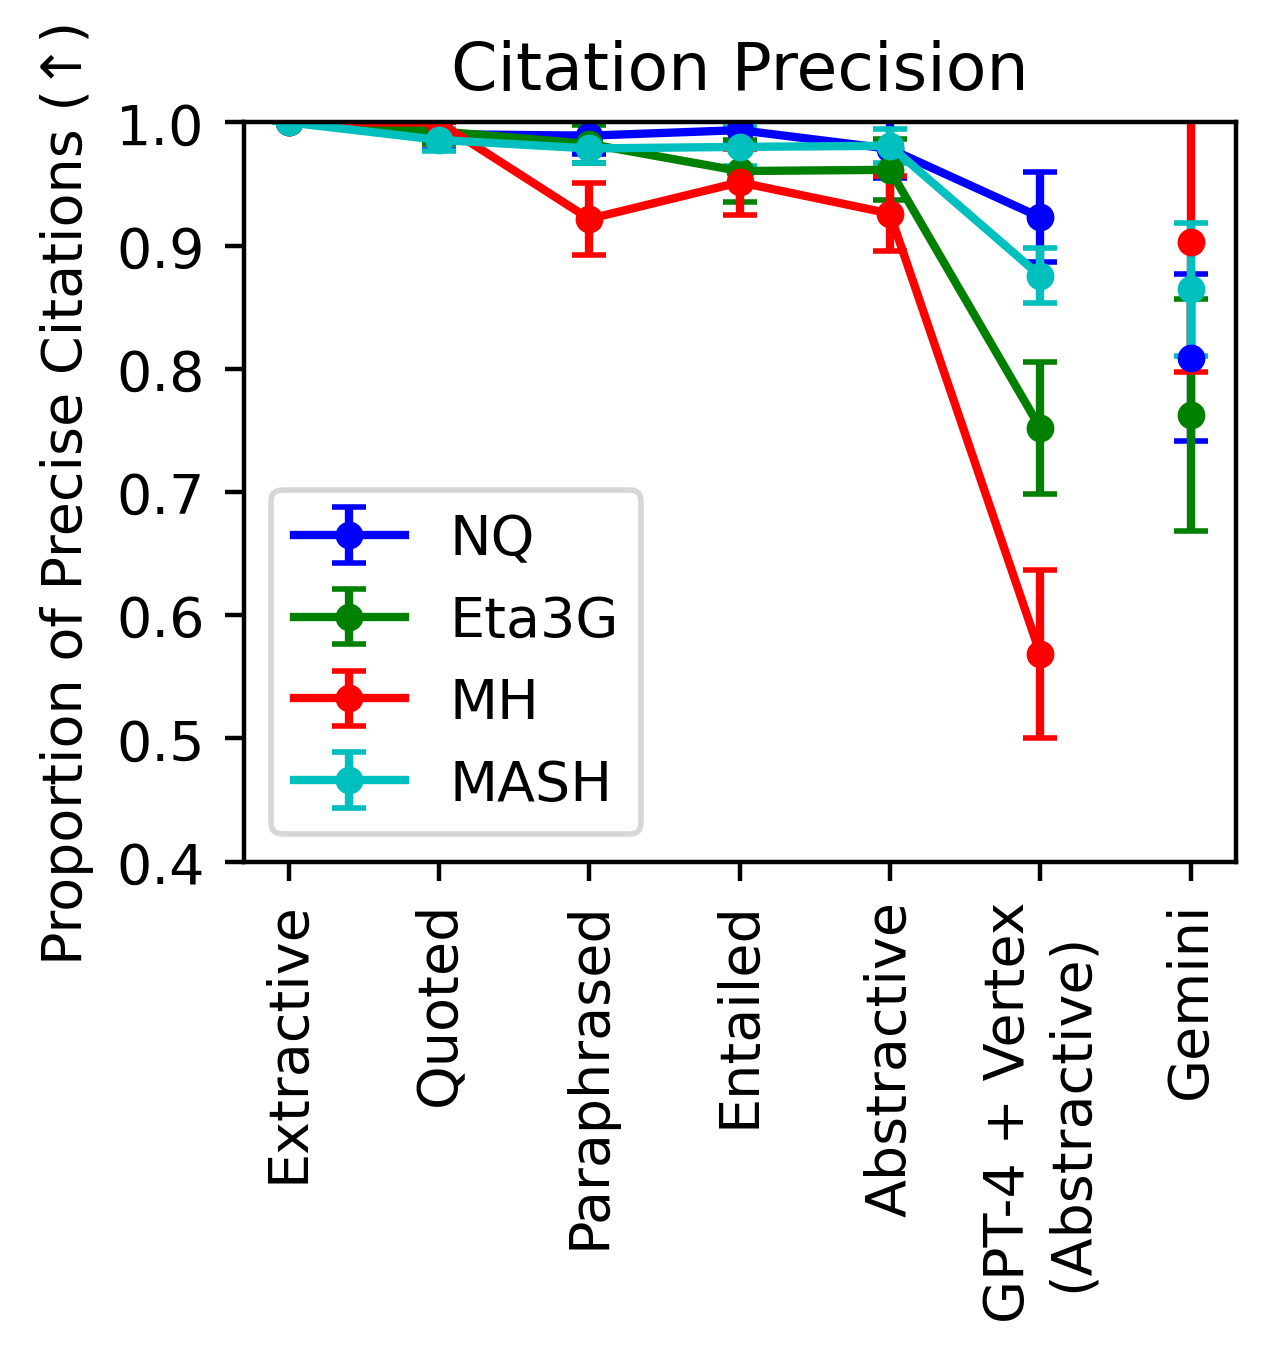 Citation Precision
Proportion of Precise Citations (↑)
1.0
0.9
0.8
0.7
0.6
0.5
0.4
NQ
Eta3G
MH
MASH
Extractive
Quoted
Paraphrased
Entailed
Abstractive
GPT-4 + Vertex
(Abstractive)
Gemini